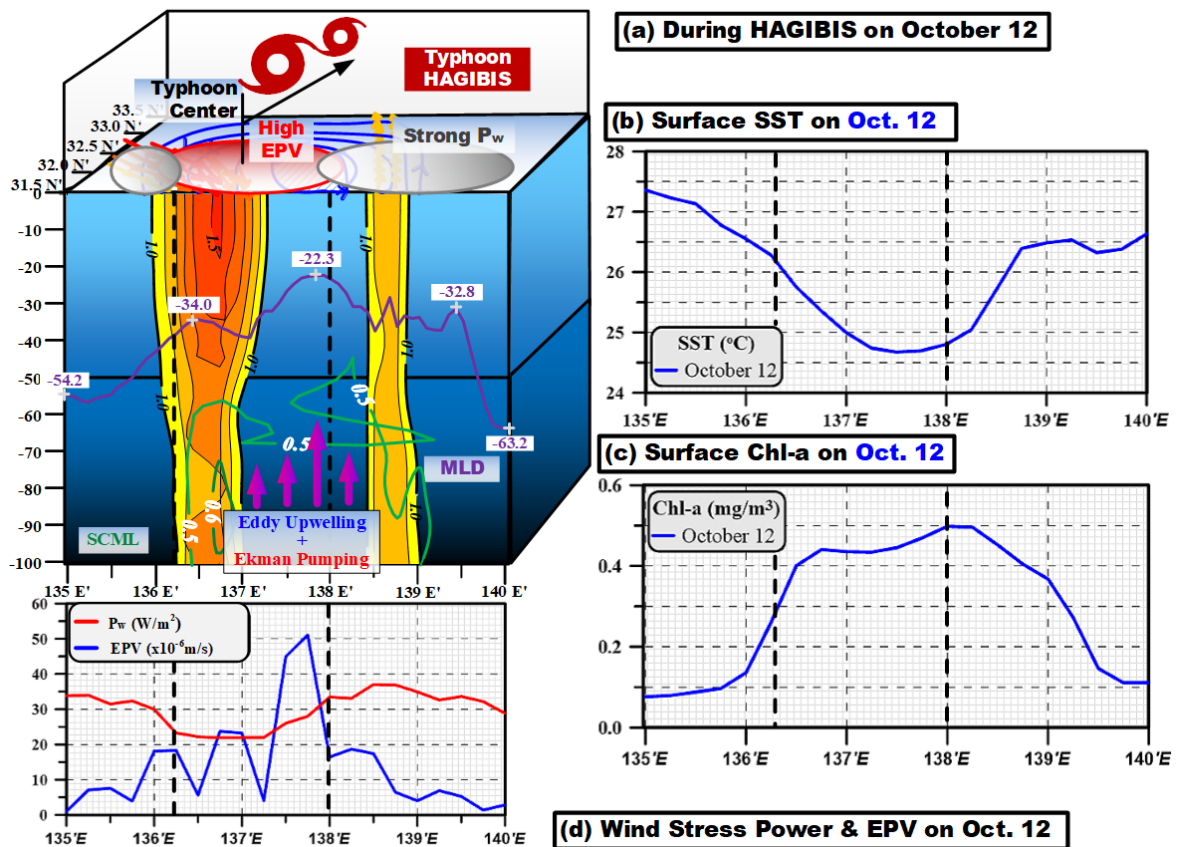 (a) During HAGIBIS on October 12
Typhoon
HAGIBIS
Typhoon
Center
High
EPV
Strong Pw
33.5 N'
33.0 N'
32.5 N'
32.0 N'
31.5 N'
0
-10
-20
-30
-40
-50
-60
-70
-80
-90
-100
1.0
1.5
1.0
-22.3
-34.0
-32.8
-54.2
1.0
1.0
1.0
0.5
0.5
-63.2
MLD
0.6
0.5
1.0
SCML
Eddy Upwelling
+
Ekman Pumping
135 E'
136 E'
137 E'
138 E'
139 E'
140 E'
(b) Surface SST on Oct. 12
28
27
26
25
24
SST (°C)
October 12
135°E
136°E
137°E
138°E
139°E
140°E
(c) Surface Chl-a on Oct. 12
0.6
0.4
0.2
0.0
Chl-a (mg/m³)
October 12
135°E
136°E
137°E
138°E
139°E
140°E
60
50
40
30
20
10
0
Pw (W/m²)
EPV (x10⁻⁶m/s)
135°E
136°E
137°E
138°E
139°E
140°E
(d) Wind Stress Power & EPV on Oct. 12